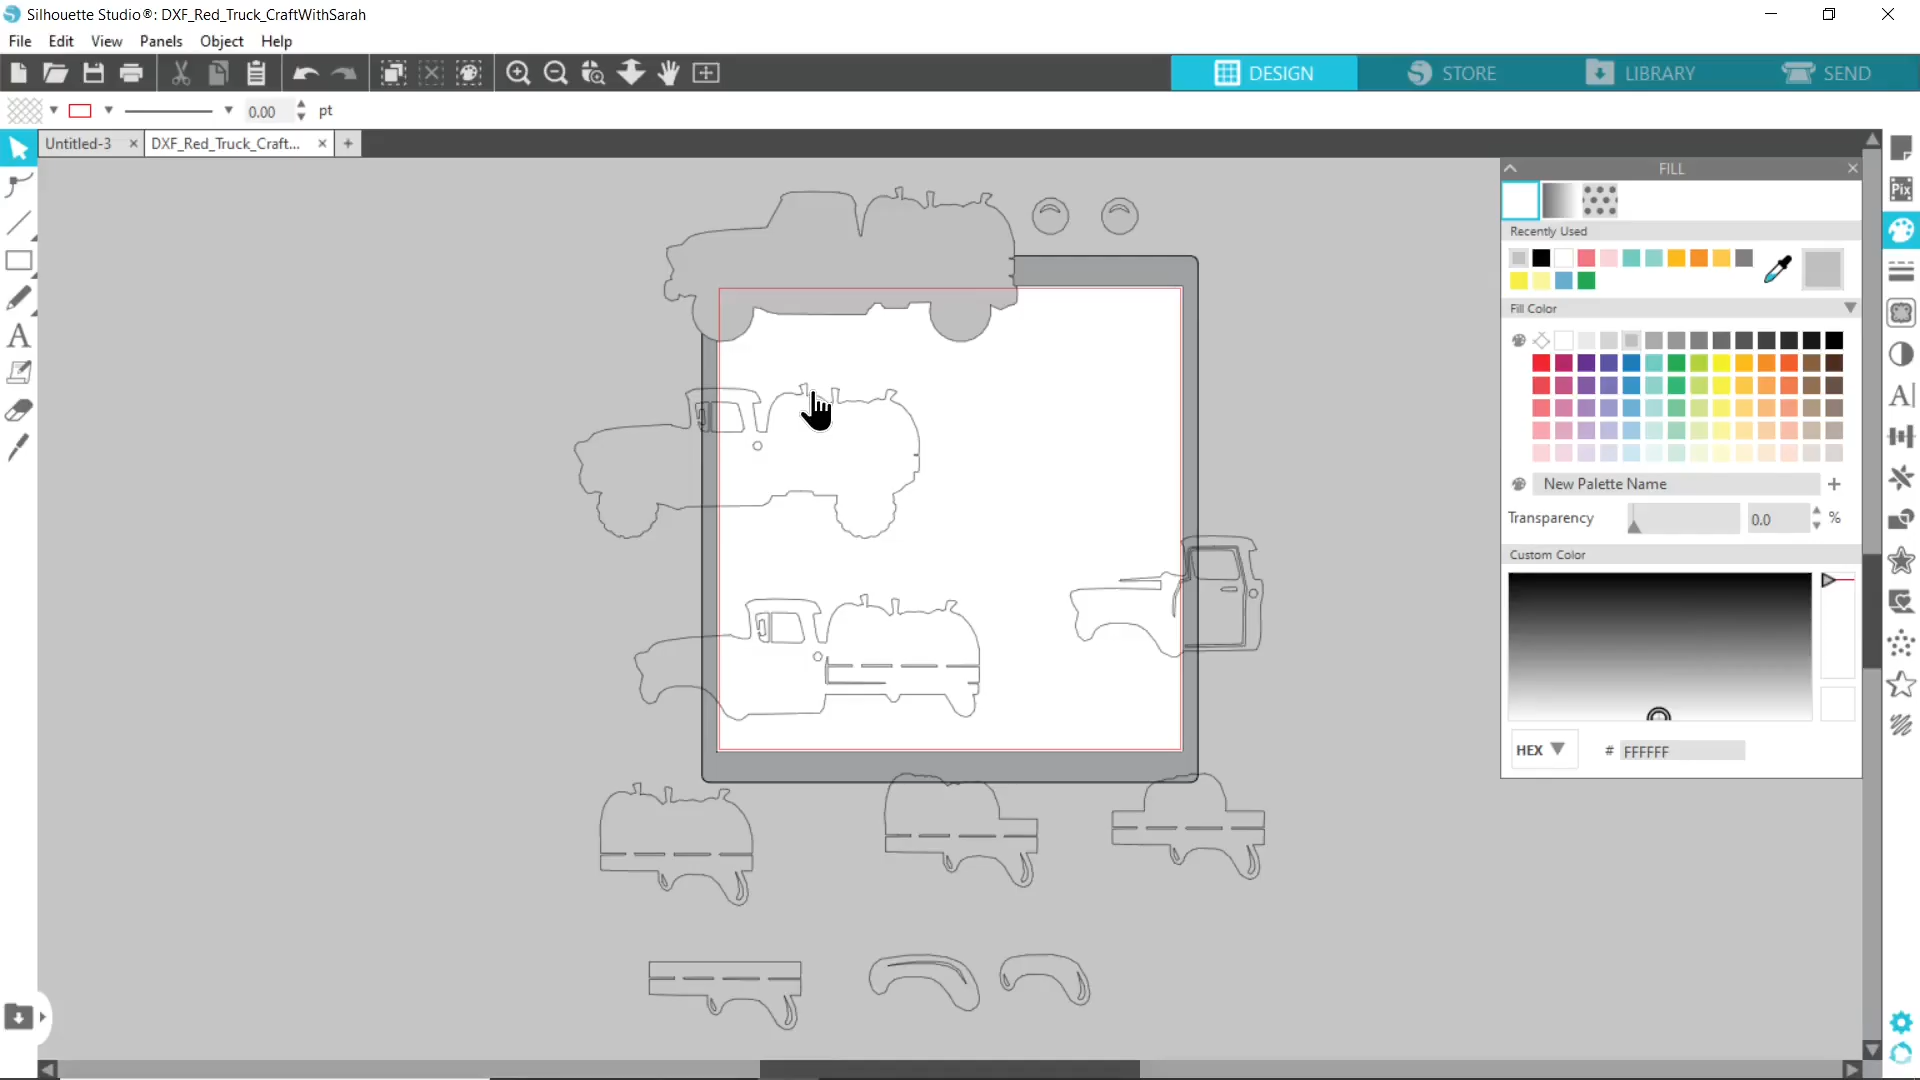 Silhouette Studio®: DXF_Red_Truck_CraftWithSarah
File Edit View Panels Object Help
DESIGN STORE LIBRARY SEND
0.00 pt
Untitled-3 DXF_Red_Truck_Craft...
FILL
Pix
Recently Used
Fill Color
A
New Palette Name
Transparency 0.0 %
Custom Color
HEX # FFFFFF